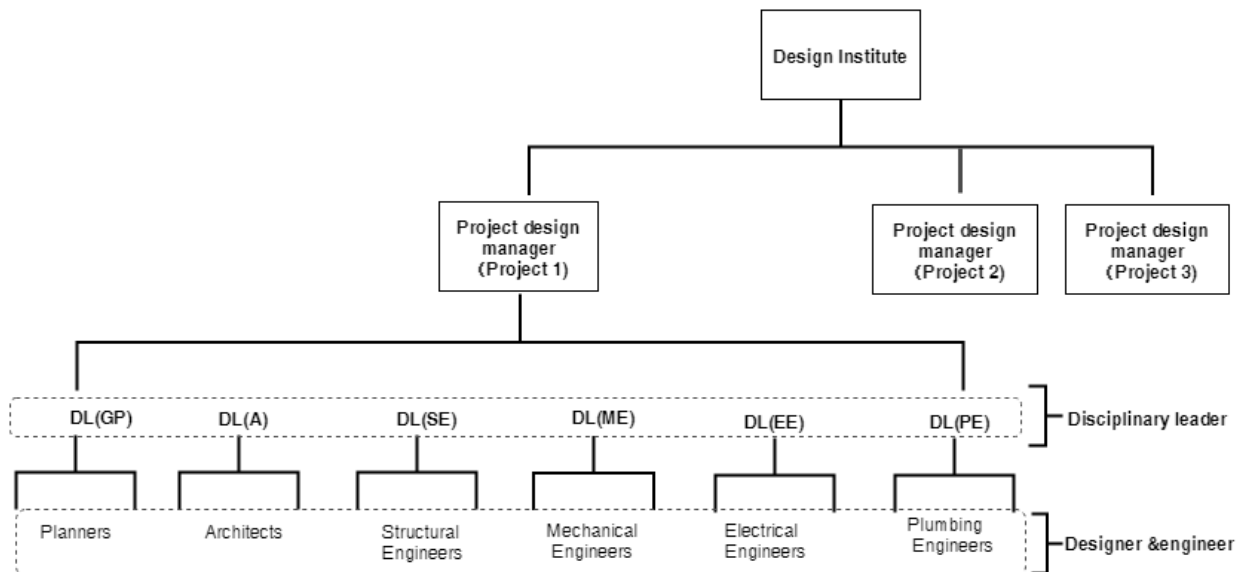 Design Institute
Project design
manager
(Project 1)
Project design
manager
(Project 2)
Project design
manager
(Project 3)
DL(GP)
DL(A)
DL(SE)
DL(ME)
DL(EE)
DL(PE)
Disciplinary leader
Planners
Architects
Structural
Engineers
Mechanical
Engineers
Electrical
Engineers
Plumbing
Engineers
Designer &engineer